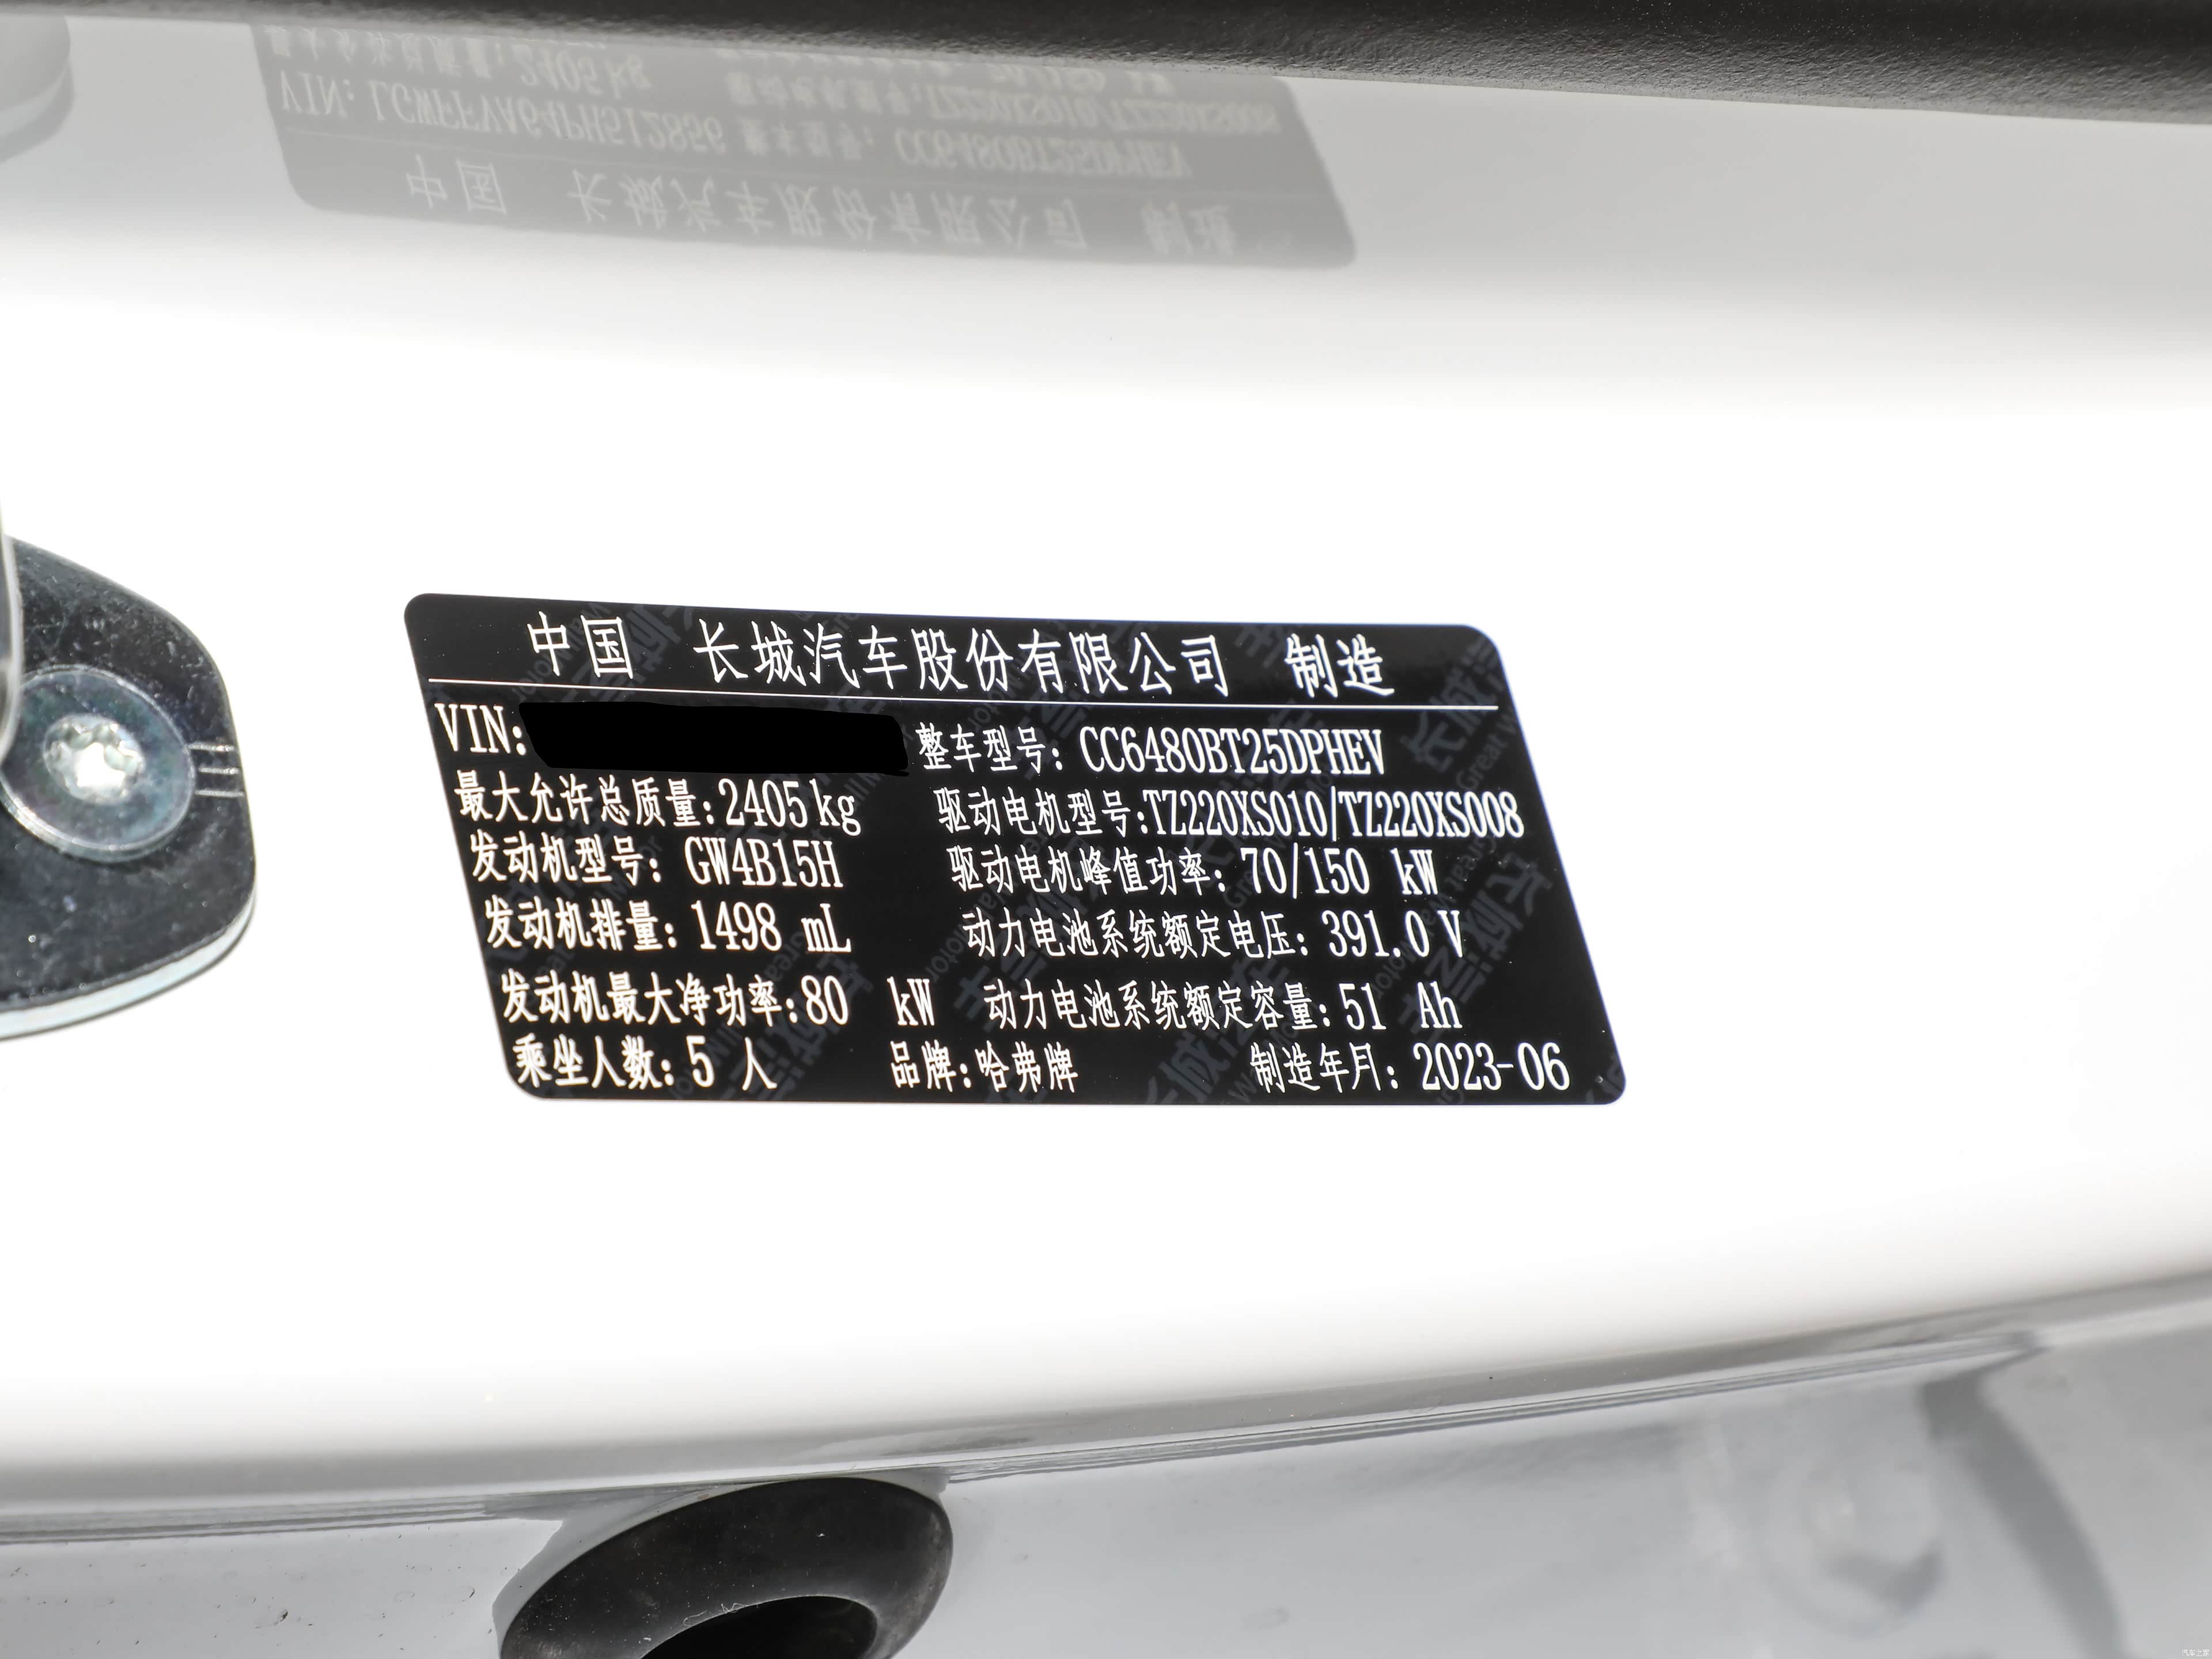 中国 长城汽车股份有限公司 制造
VIN: 整车型号: CC6480BT25DPHEV
最大允许总质量:2405kg 驱动电机型号:TZ220XS010/TZ220XS008
发动机型号: GW4B15H 驱动电机峰值功率: 70/150 kW
发动机排量: 1498 mL 动力电池系统额定电压: 391.0 V
发动机最大净功率:80 kW 动力电池系统额定容量: 51 Ah
乘坐人数: 5 人 品牌:哈弗牌 制造年月: 2023-06
汽车之家